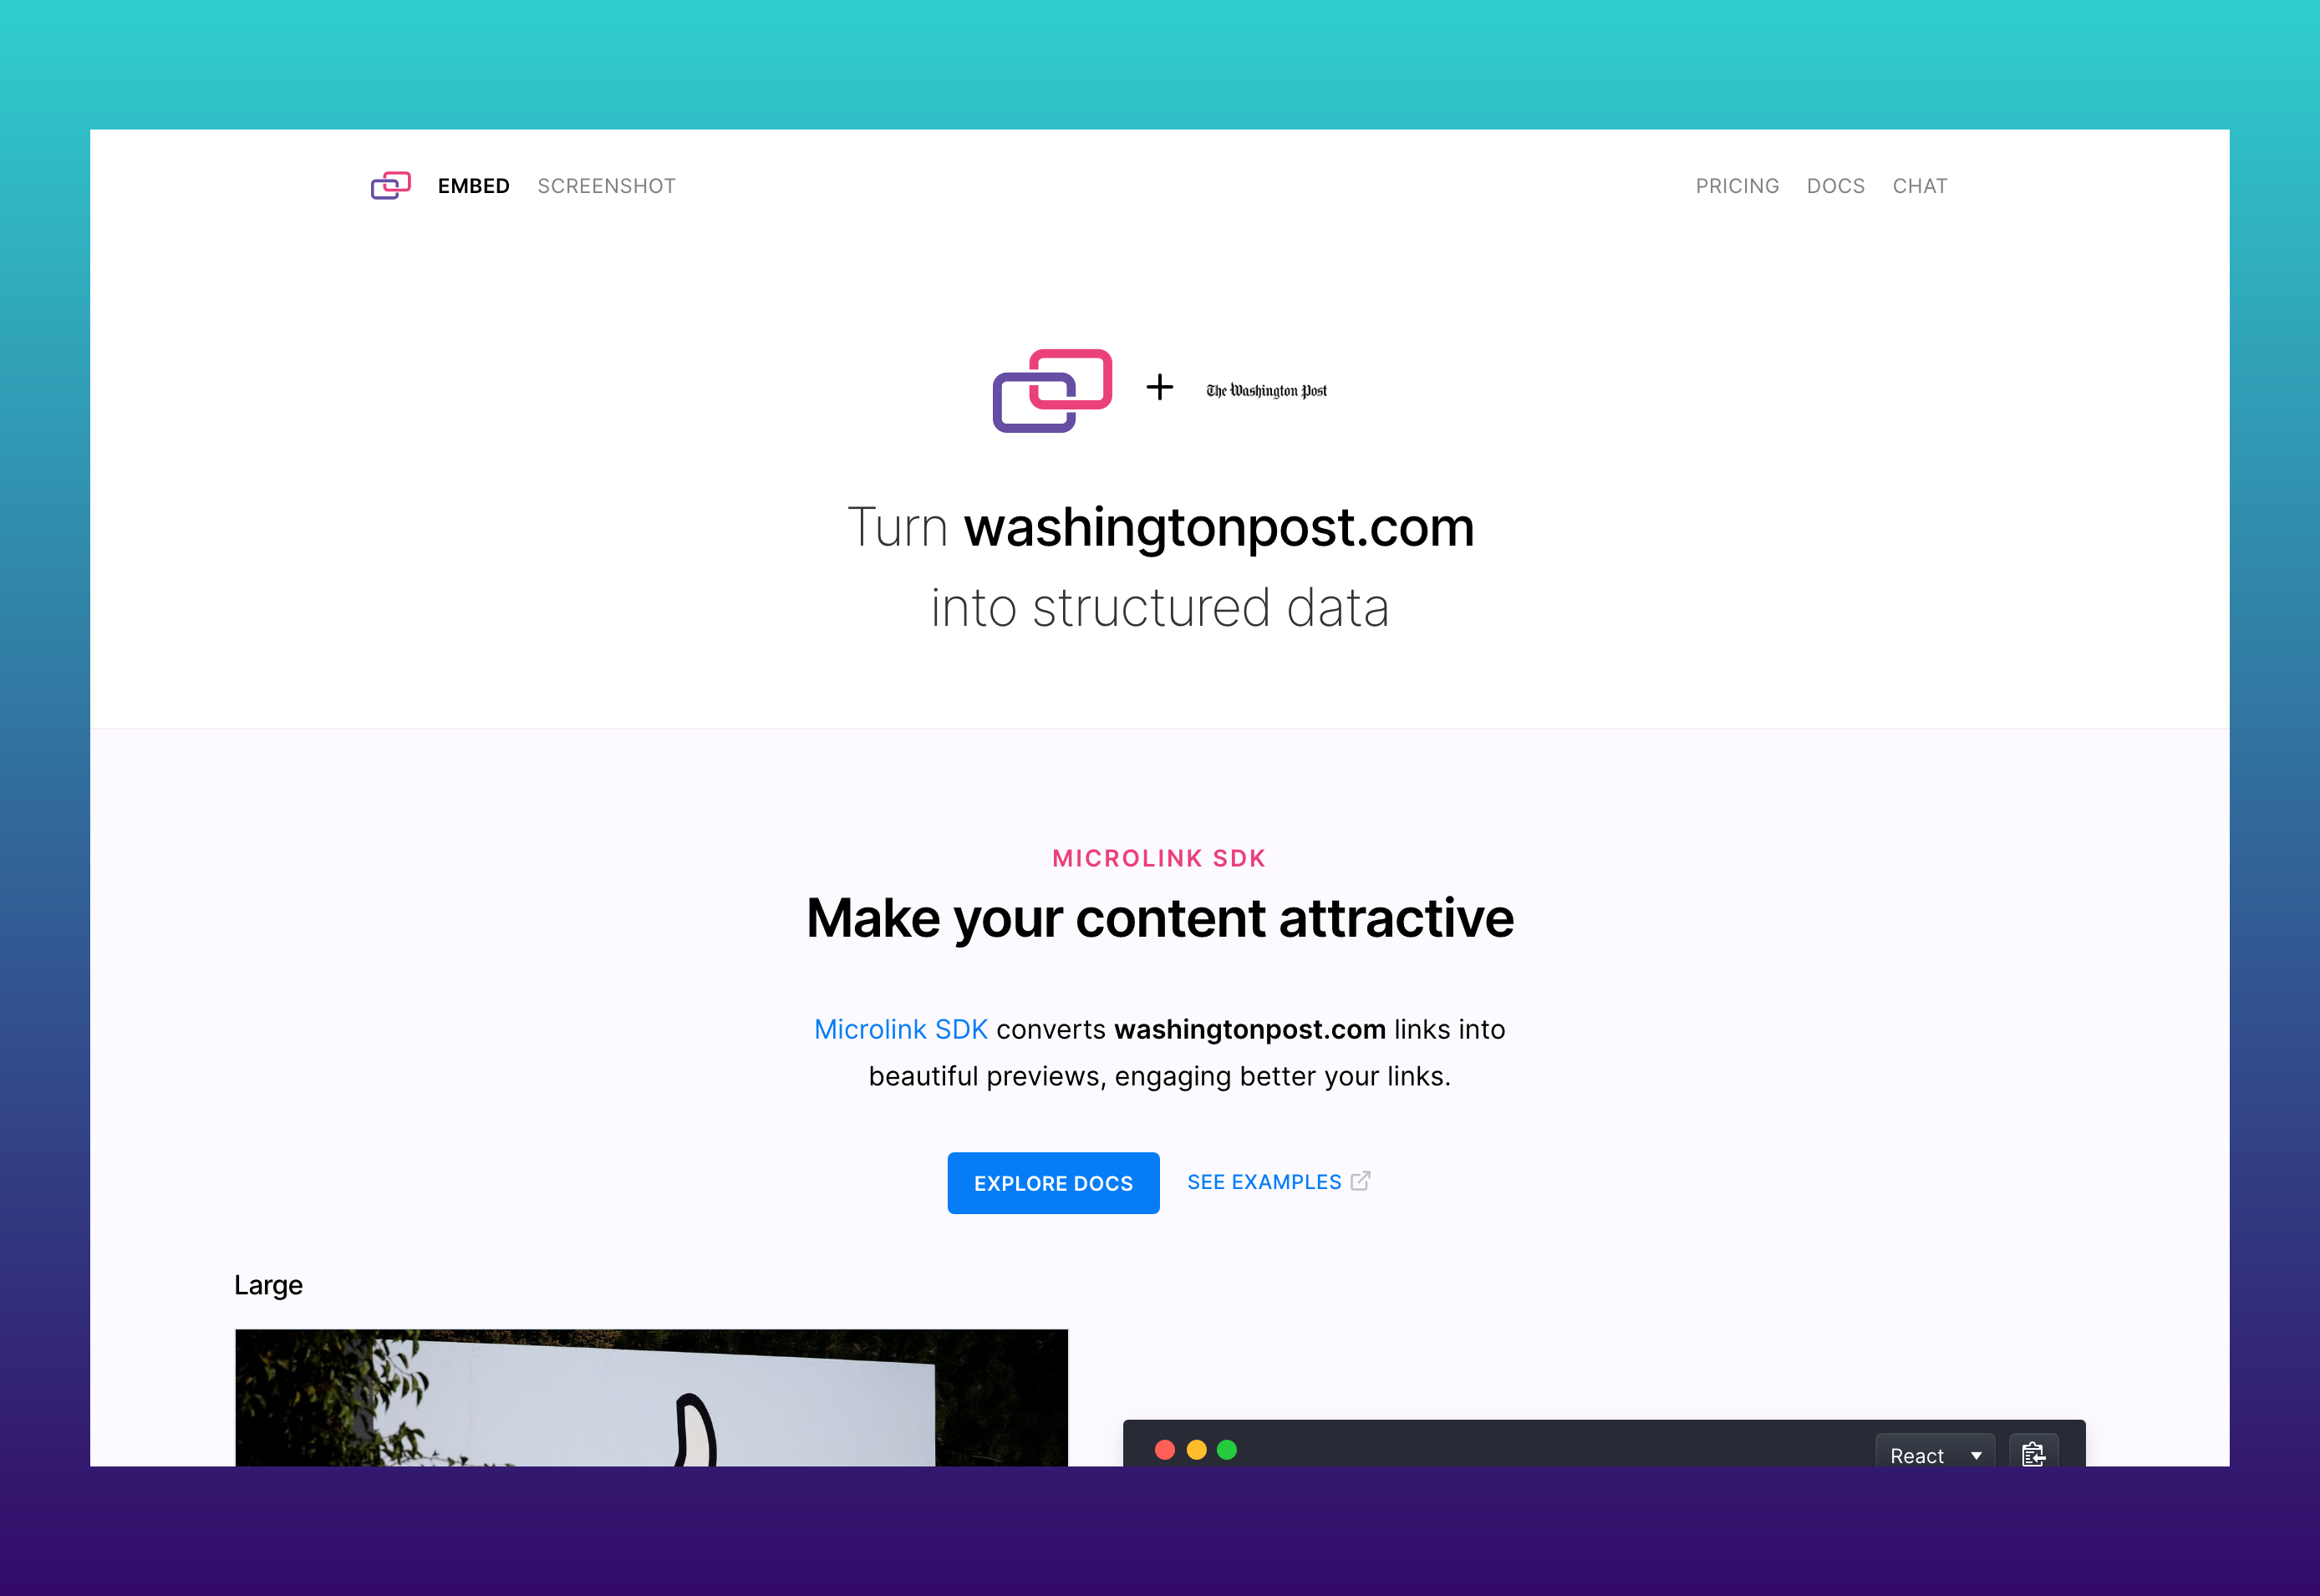 EMBED SCREENSHOT PRICING DOCS CHAT
The Washington Post
Turn washingtonpost.com
into structured data
MICROLINK SDK
Make your content attractive
Microlink SDK converts washingtonpost.com links into
beautiful previews, engaging better your links.
EXPLORE DOCS SEE EXAMPLES
Large
React